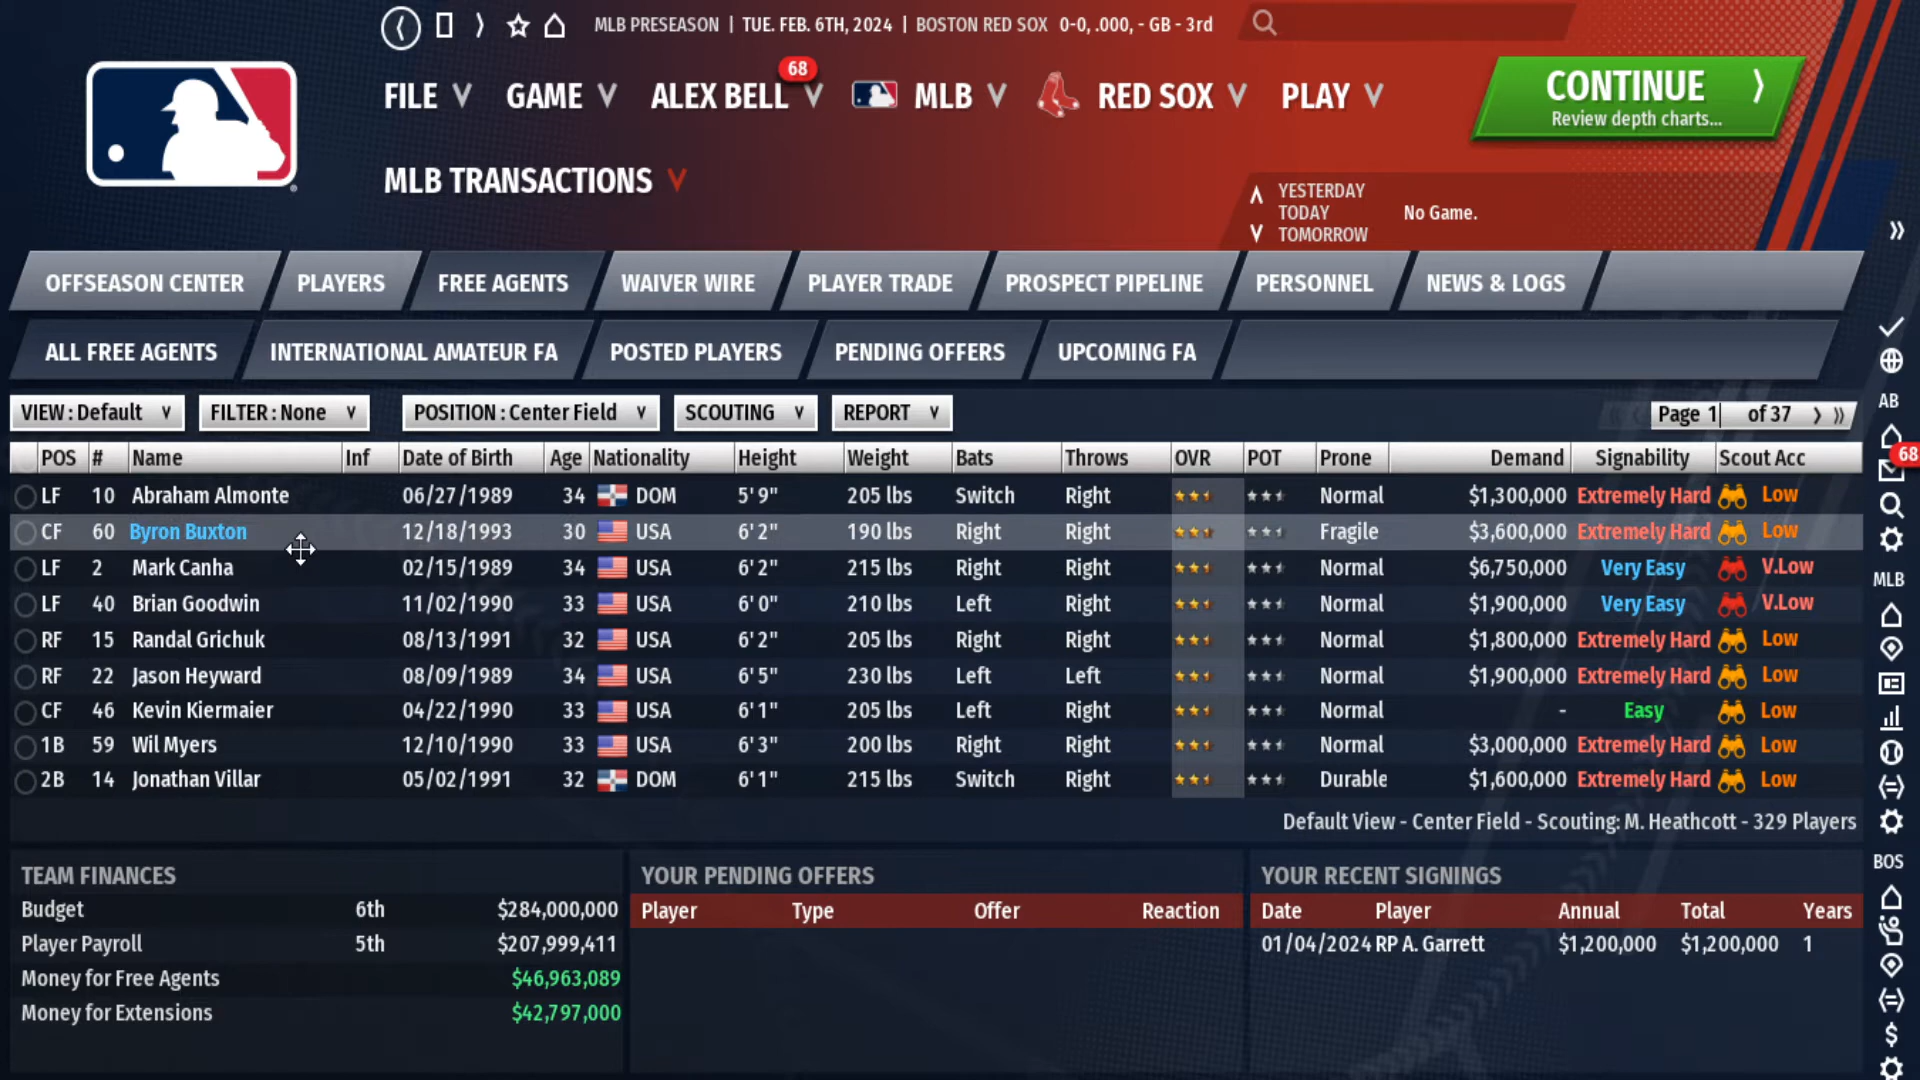 MLB PRESEASON | TUE. FEB. 6TH, 2024 | BOSTON RED SOX 0-0, .000, - GB - 3rd
68
FILE GAME ALEX BELL MLB RED SOX PLAY
CONTINUE
Review depth charts...
MLB TRANSACTIONS
YESTERDAY
TODAY No Game.
TOMORROW
OFFSEASON CENTER PLAYERS FREE AGENTS WAIVER WIRE PLAYER TRADE PROSPECT PIPELINE PERSONNEL NEWS & LOGS
ALL FREE AGENTS INTERNATIONAL AMATEUR FA POSTED PLAYERS PENDING OFFERS UPCOMING FA
VIEW : Default FILTER : None POSITION : Center Field SCOUTING REPORT Page 1 of 37
POS # Name Inf Date of Birth Age Nationality Height Weight Bats Throws OVR POT Prone Demand Signability Scout Acc
LF 10 Abraham Almonte 06/27/1989 34 DOM 5'9" 205 lbs Switch Right Normal $1,300,000 Extremely Hard Low
CF 60 Byron Buxton 12/18/1993 30 USA 6'2" 190 lbs Right Right Fragile $3,600,000 Extremely Hard Low
LF 2 Mark Canha 02/15/1989 34 USA 6'2" 215 lbs Right Right Normal $6,750,000 Very Easy V.Low
LF 40 Brian Goodwin 11/02/1990 33 USA 6'0" 210 lbs Left Right Normal $1,900,000 Very Easy V.Low
RF 15 Randal Grichuk 08/13/1991 32 USA 6'2" 205 lbs Right Right Normal $1,800,000 Extremely Hard Low
RF 22 Jason Heyward 08/09/1989 34 USA 6'5" 230 lbs Left Left Normal $1,900,000 Extremely Hard Low
CF 46 Kevin Kiermaier 04/22/1990 33 USA 6'1" 205 lbs Left Right Normal - Easy Low
1B 59 Wil Myers 12/10/1990 33 USA 6'3" 200 lbs Right Right Normal $3,000,000 Extremely Hard Low
2B 14 Jonathan Villar 05/02/1991 32 DOM 6'1" 215 lbs Switch Right Durable $1,600,000 Extremely Hard Low
Default View - Center Field - Scouting: M. Heathcott - 329 Players
TEAM FINANCES
Budget 6th $284,000,000
Player Payroll 5th $207,999,411
Money for Free Agents $46,963,089
Money for Extensions $42,797,000
YOUR PENDING OFFERS
Player Type Offer Reaction
YOUR RECENT SIGNINGS
Date Player Annual Total Years
01/04/2024 RP A. Garrett $1,200,000 $1,200,000 1
AB
68
MLB
BOS